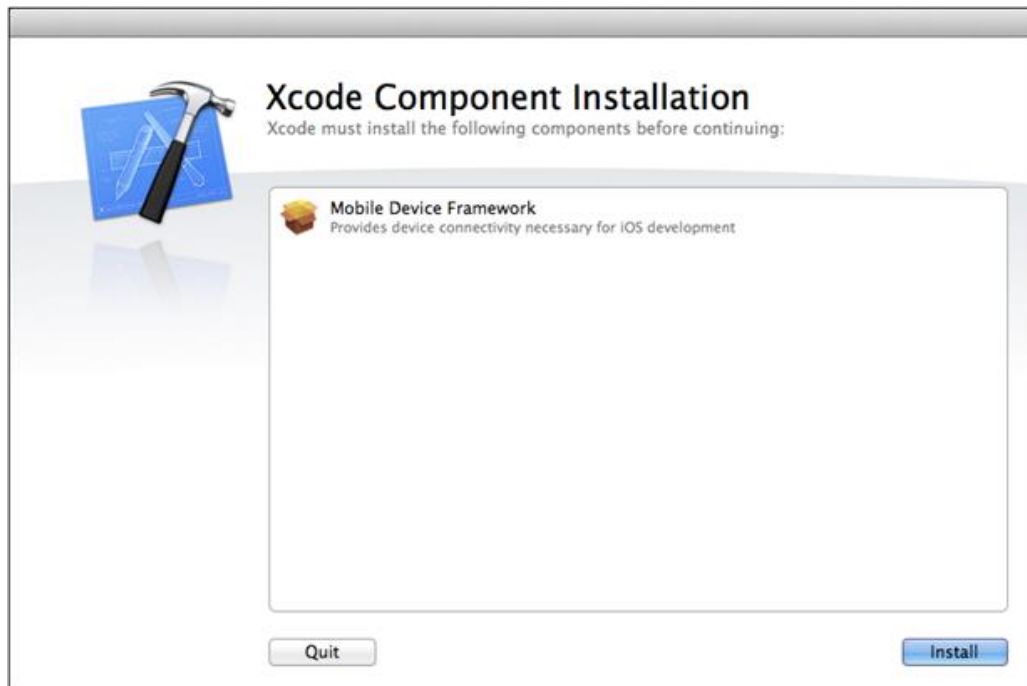 Xcode Component Installation
Xcode must install the following components before continuing:
Mobile Device Framework
Provides device connectivity necessary for iOS development
Quit
Install